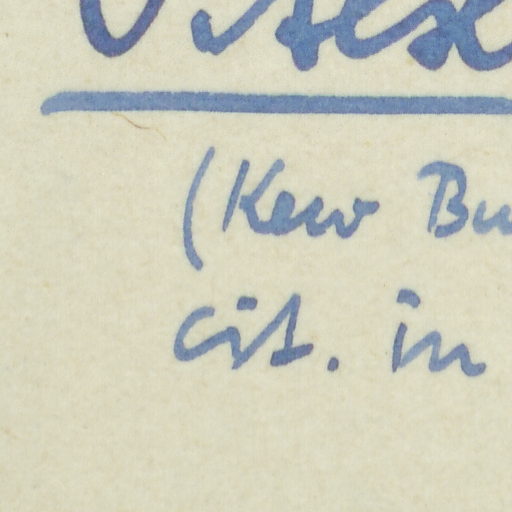 (Kew Bu
cit. in